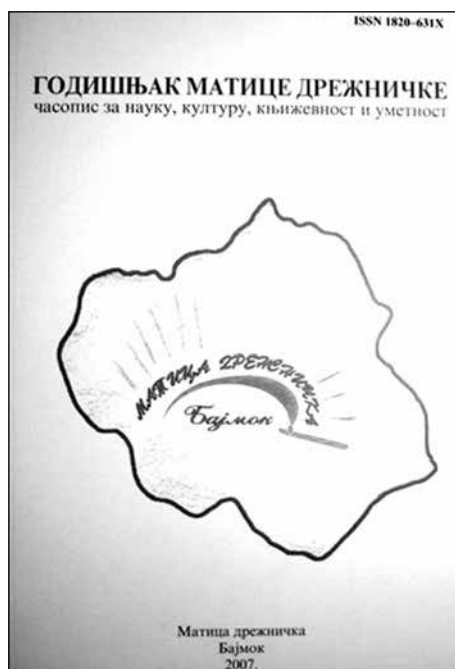 ISSN 1820-631X
ГОДИШЊАК МАТИЦЕ ДРЕЖНИЧКЕ
часопис за науку, културу, књижевност и уметност
МАТИЦА ДРЕЖНИЧКА
Бајмок
Матица дрежничка
Бајмок
2007.